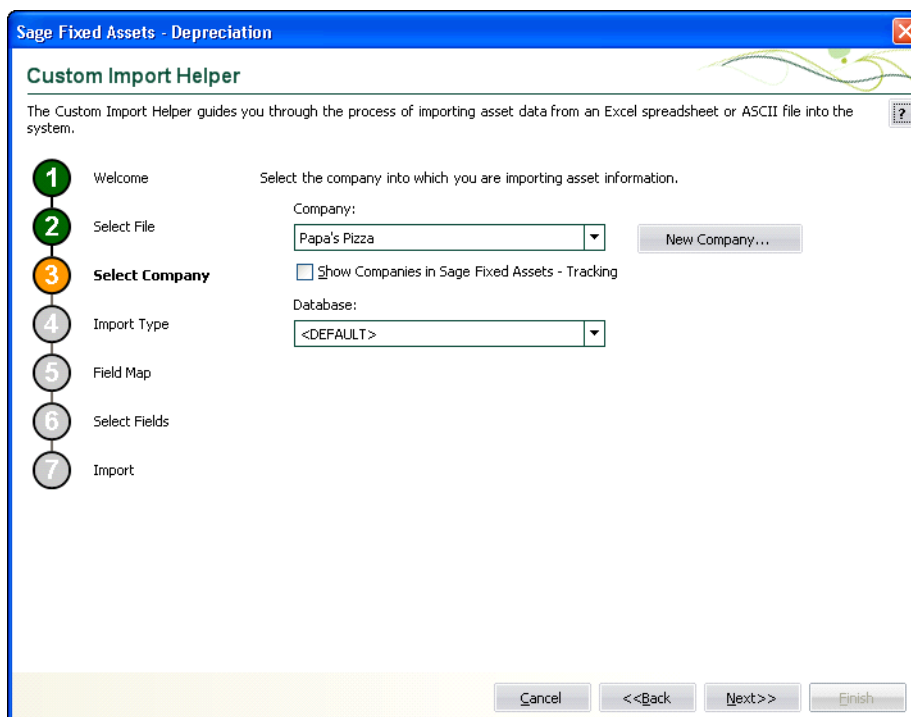 Sage Fixed Assets - Depreciation
Custom Import Helper
The Custom Import Helper guides you through the process of importing asset data from an Excel spreadsheet or ASCII file into the
system.
?
1 Welcome
Select the company into which you are importing asset information.
Company:
2 Select File
Papa's Pizza
New Company...
3 Select Company
Show Companies in Sage Fixed Assets - Tracking
Database:
4 Import Type
<DEFAULT>
5 Field Map
6 Select Fields
7 Import
Cancel
<<Back
Next>>
Finish